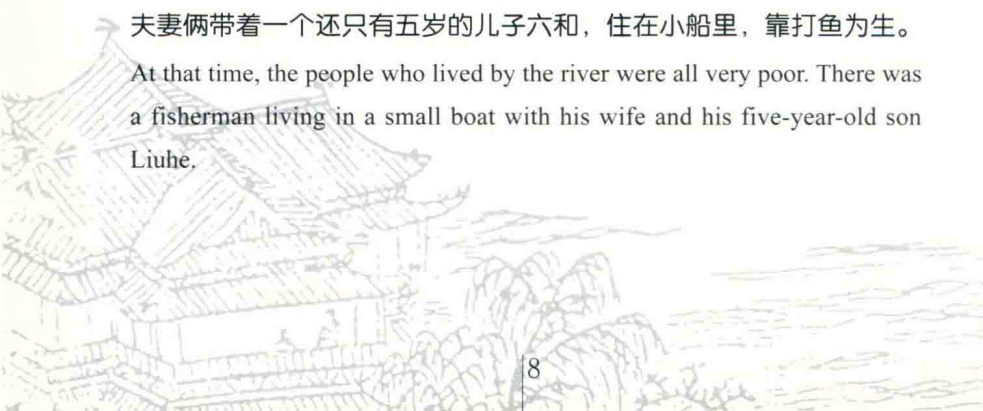 夫妻俩带着一个还只有五岁的儿子六和，住在小船里，靠打鱼为生。
At that time, the people who lived by the river were all very poor. There was
a fisherman living in a small boat with his wife and his five-year-old son
Liuhe.
8